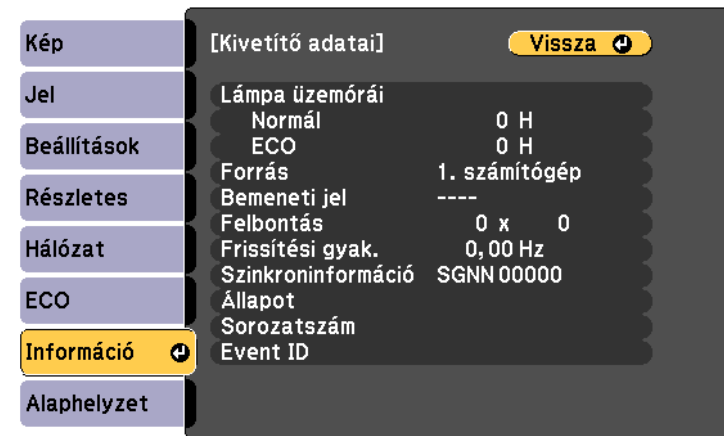 Kép
Jel
Beállítások
Részletes
Hálózat
ECO
Információ
Alaphelyzet
[Kivetítő adatai]
Vissza
Lámpa üzemórái
Normál 0 H
ECO 0 H
Forrás 1. számítógép
Bemeneti jel ----
Felbontás 0 x 0
Frissítési gyak. 0,00 Hz
Szinkroninformáció SGNN 00000
Állapot
Sorozatszám
Event ID